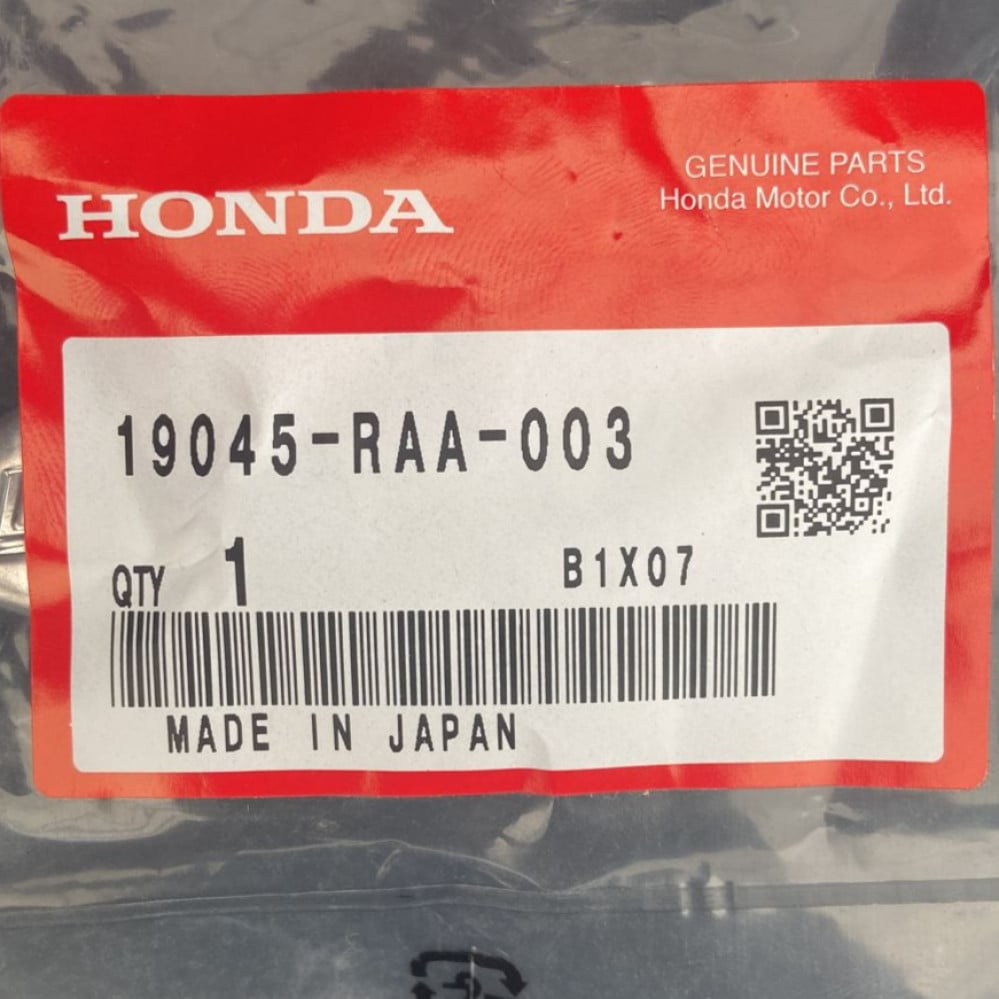 HONDA
GENUINE PARTS
Honda Motor Co., Ltd.
19045-RAA-003
QTY 1 B1X07
MADE IN JAPAN